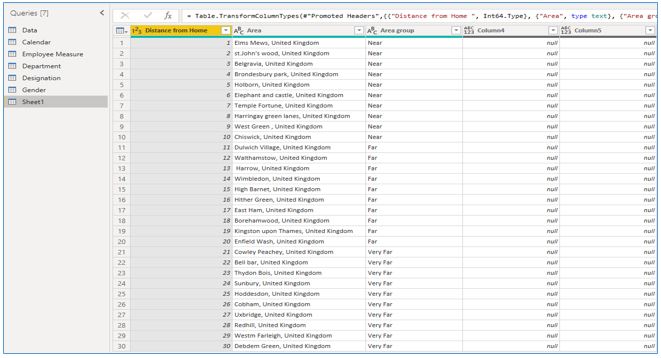 Queries [7]
Data
Calendar
Employee Measure
Department
Designation
Gender
Sheet1
fx = Table.TransformColumnTypes(#"Promoted Headers",{{"Distance from Home ", Int64.Type}, {"Area", type text}, {"Area gro
123 Distance from Home ABC Area ABC Area group ABC 123 Column4 ABC 123 Column5
1 1 Elms Mews, United Kingdom Near null null
2 2 st.John's wood, United Kingdom Near null null
3 3 Belgravia, United Kingdom Near null null
4 4 Brondesbury park, United Kingdom Near null null
5 5 Holborn, United Kingdom Near null null
6 6 Elephant and castle, United Kingdom Near null null
7 7 Temple Fortune, United Kingdom Near null null
8 8 Harringay green lanes, United Kingdom Near null null
9 9 West Green , United Kingdom Near null null
10 10 Chiswick, United Kingdom Near null null
11 11 Dulwich Village, United Kingdom Far null null
12 12 Walthamstow, United Kingdom Far null null
13 13 Harrow, United Kingdom Far null null
14 14 Wimbledon, United Kingdom Far null null
15 15 High Barnet, United Kingdom Far null null
16 16 Hither Green, United Kingdom Far null null
17 17 East Ham, United Kingdom Far null null
18 18 Borehamwood, United Kingdom Far null null
19 19 Kingston upon Thames, United Kingdom Far null null
20 20 Enfield Wash, United Kingdom Far null null
21 21 Cowley Peachey, United Kingdom Very Far null null
22 22 Bell bar, United Kingdom Very Far null null
23 23 Thydon Bois, United Kingdom Very Far null null
24 24 Sunbury, United Kingdom Very Far null null
25 25 Hoddesdon, United Kingdom Very Far null null
26 26 Cobham, United Kingdom Very Far null null
27 27 Uxbridge, United Kingdom Very Far null null
28 28 Redhill, United Kingdom Very Far null null
29 29 Westm Farleigh, United Kingdom Very Far null null
30 30 Debdem Green, United Kingdom Very Far null null